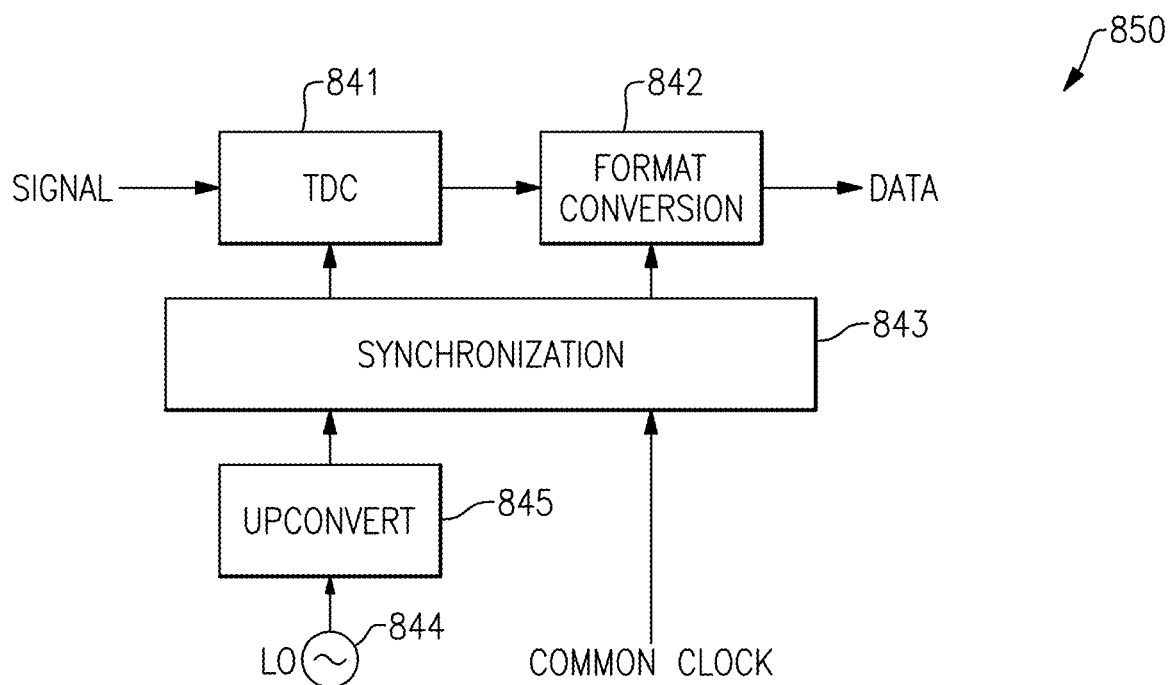 850
841
842
SIGNAL
TDC
FORMAT
CONVERSION
DATA
SYNCHRONIZATION
843
UPCONVERT
845
LO
844
COMMON CLOCK